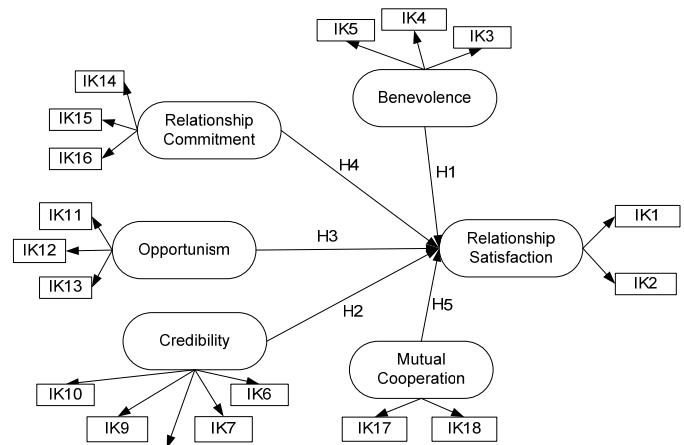 IK5
IK4
IK3
Benevolence
IK14
IK15
IK16
Relationship
Commitment
H4
H1
IK11
IK12
IK13
Opportunism
H3
Relationship
Satisfaction
IK1
IK2
H2
H5
Credibility
IK10
IK9
IK7
IK6
Mutual
Cooperation
IK17
IK18